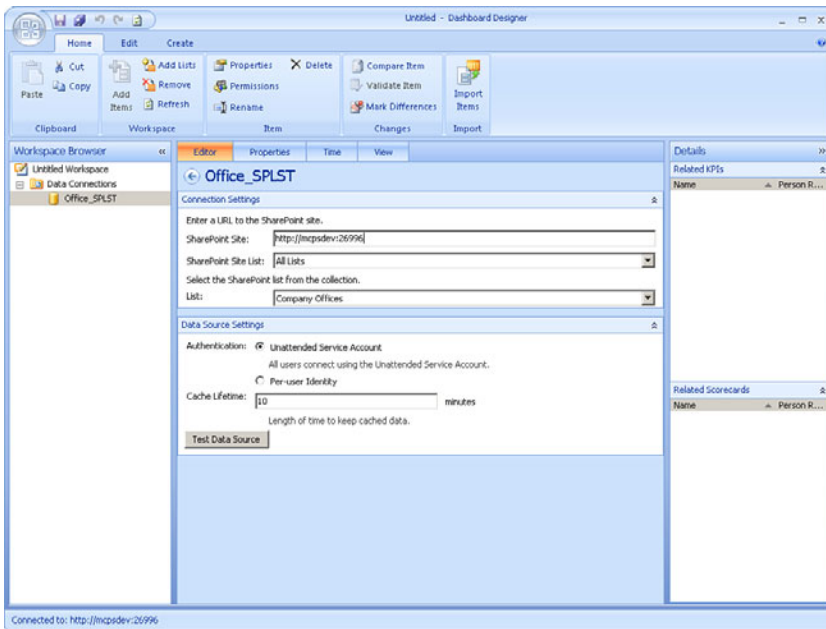 Untitled - Dashboard Designer
Home Edit Create
Paste
Cut
Copy
Clipboard
Add Items
Add Lists
Remove
Refresh
Workspace
Properties
Permissions
Rename
Delete
Item
Compare Item
Validate Item
Mark Differences
Changes
Import Items
Import
Workspace Browser
Untitled Workspace
Data Connections
Office_SPLST
Editor Properties Time View
Office_SPLST
Connection Settings
Enter a URL to the SharePoint site.
SharePoint Site: http://mcpsdev:26996
SharePoint Site List: All Lists
Select the SharePoint list from the collection.
List: Company Offices
Data Source Settings
Authentication: Unattended Service Account
All users connect using the Unattended Service Account.
Per-user Identity
Cache Lifetime: 10 minutes
Length of time to keep cached data.
Test Data Source
Details
Related KPIs
Name Person R...
Related Scorecards
Name Person R...
Connected to: http://mcpsdev:26996